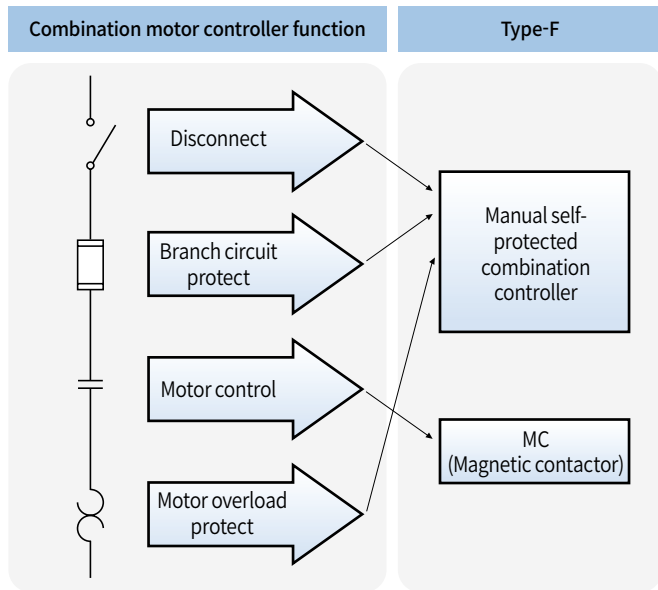 Combination motor controller function
Type-F
Disconnect
Branch circuit
protect
Motor control
Motor overload
protect
Manual self-
protected
combination
controller
MC
(Magnetic contactor)